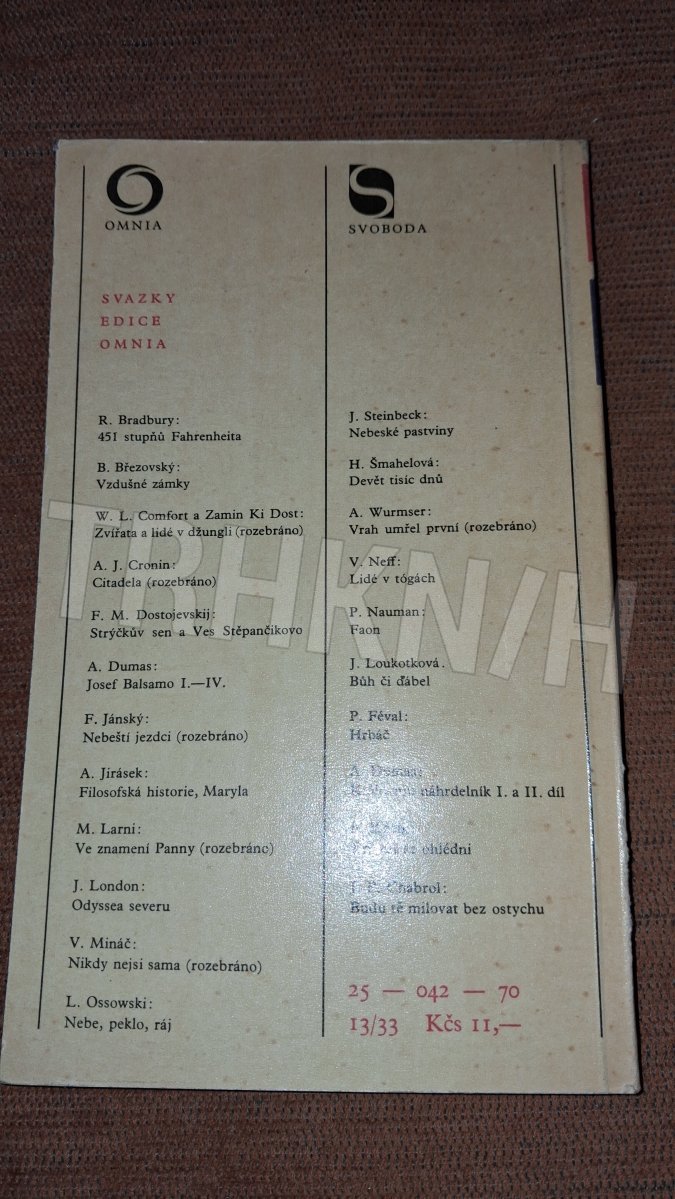 OMNIA
SVAZKY
EDICE
OMNIA
R. Bradbury:
451 stupňů Fahrenheita
B. Březovský:
Vzdušné zámky
W. L. Comfort a Zamin Ki Dost:
Zvířata a lidé v džungli (rozebráno)
A. J. Cronin:
Citadela (rozebráno)
F. M. Dostojevskij:
Strýčkův sen a Ves Stěpančikovo
A. Dumas:
Josef Balsamo I.—IV.
F. Jánský:
Nebeští jezdci (rozebráno)
A. Jirásek:
Filosofská historie, Maryla
M. Larni:
Ve znamení Panny (rozebráno)
J. London:
Odyssea severu
V. Mináč:
Nikdy nejsi sama (rozebráno)
L. Ossowski:
Nebe, peklo, ráj
SVOBODA
J. Steinbeck:
Nebeské pastviny
H. Šmahelová:
Devět tisíc dnů
A. Wurmser:
Vrah umřel první (rozebráno)
V. Neff:
Lidé v tógách
P. Nauman:
Faon
J. Loukotková.
Bůh či ďábel
P. Féval:
Hrbáč
A. Dumas:
náhrdelník I. a II. díl
ohlédni
Chabrol:
Budu tě milovat bez ostychu
25 — 042 — 70
13/33 Kčs 11,—
TRHKN/H